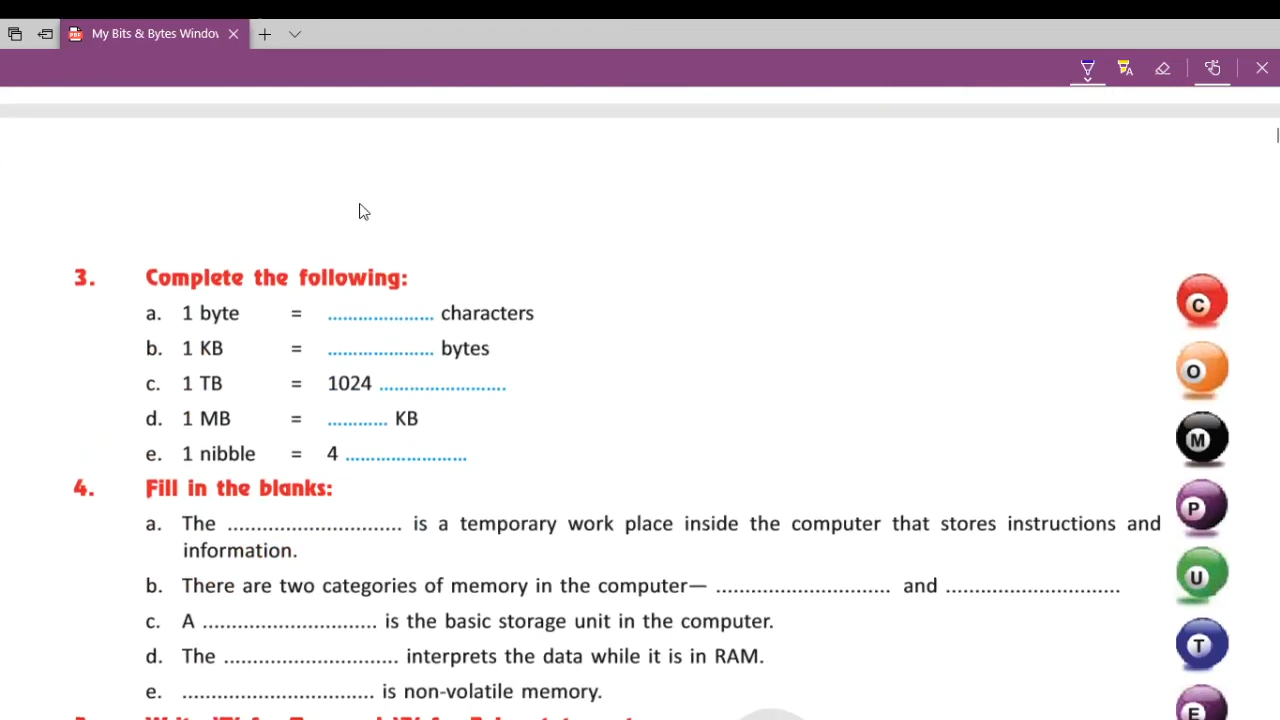 My Bits & Bytes Window
3. Complete the following:
a. 1 byte = ..................... characters
b. 1 KB = ..................... bytes
c. 1 TB = 1024 .........................
d. 1 MB = ............ KB
e. 1 nibble = 4 ........................
4. Fill in the blanks:
a. The .............................. is a temporary work place inside the computer that stores instructions and
information.
b. There are two categories of memory in the computer— .............................. and ..............................
c. A .............................. is the basic storage unit in the computer.
d. The .............................. interprets the data while it is in RAM.
e. ................................. is non-volatile memory.
C
O
M
P
U
T
E